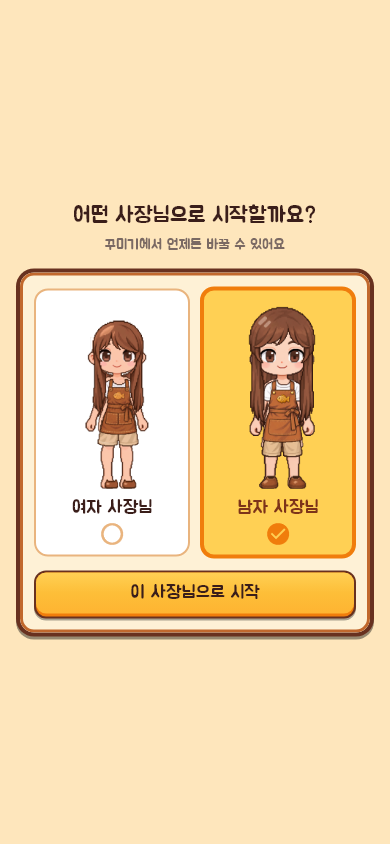 어떤 사장님으로 시작할까요?
꾸미기에서 언제든 바꿀 수 있어요
여자 사장님
남자 사장님
이 사장님으로 시작